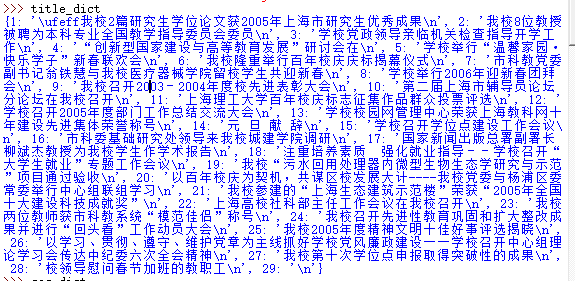 >>> title_dict
{1: '\ufeff我校2篇研究生学位论文获2005年上海市研究生优秀成果\n', 2: '我校8位教授
被聘为本科专业全国教学指导委员会委员\n', 3: '学校党政领导亲临机关检查指导开学工
作\n', 4: '“创新型国家建设与高等教育发展”研讨会在\n', 5: '学校举行“温馨家园·
快乐学子”新春联欢会\n', 6: '我校隆重举行百年校庆庆标揭幕仪式\n', 7: '市科教党
委副书记翁铁慧与我校医疗器械学院留校学生共迎新春\n', 8: '学校举行2006年迎新春团拜
会\n', 9: '我校召开2003－2004年度校先进表彰大会\n', 10: '第二届上海市辅导员论坛，
分论坛在我校召开\n', 11: '上海理工大学百年校庆标志征集作品群众投票评选\n', 12: '
学校召开2005年度部门工作总结交流大会\n', 13: '学校校园网管理中心荣获上海教科网十
年建设先进集体荣誉称号\n', 14: '元 旦 献 辞\n', 15: '学校召开学位点建设工作会议\
n', 16: '市科委基础研究处领导来我校城建学院调研\n', 17: '国家新闻出版总署副署长
柳斌杰教授为我校学生作学术报告\n', 18: '注重培养素质 强化就业指导－－学校召开“
大学生就业”专题工作会议\n', 19: '我校“污水回用处理器内微型生物生态学研究与示范
”项目通过验收\n', 20: '以百年校庆为契机，共谋区校发展大计----我校党委与杨浦区委
常委举行中心组联组学习\n', 21: '我校参建的“上海生态建筑示范楼”荣获“2005年全国
十大建设科技成就奖”\n', 22: '上海高校社科部主任工作会议在我校召开\n', 23: '我校
两位教师获市科教系统“模范佳侣”称号\n', 24: '我校召开先进性教育巩固和扩大整改成
果并进行“回头看”工作动员大会\n', 25: '我校2005年度精神文明十佳好事评选揭晓\n',
26: '以学习、贯彻、遵守、维护党章为主线抓好学校党风廉政建设－－学校召开中心组理
论学习会传达中纪委六次全会精神\n', 27: '我校第十次学位点申报取得突破性的成果\n',
28: '校领导慰问春节加班的教职工\n', 29: '\n'}